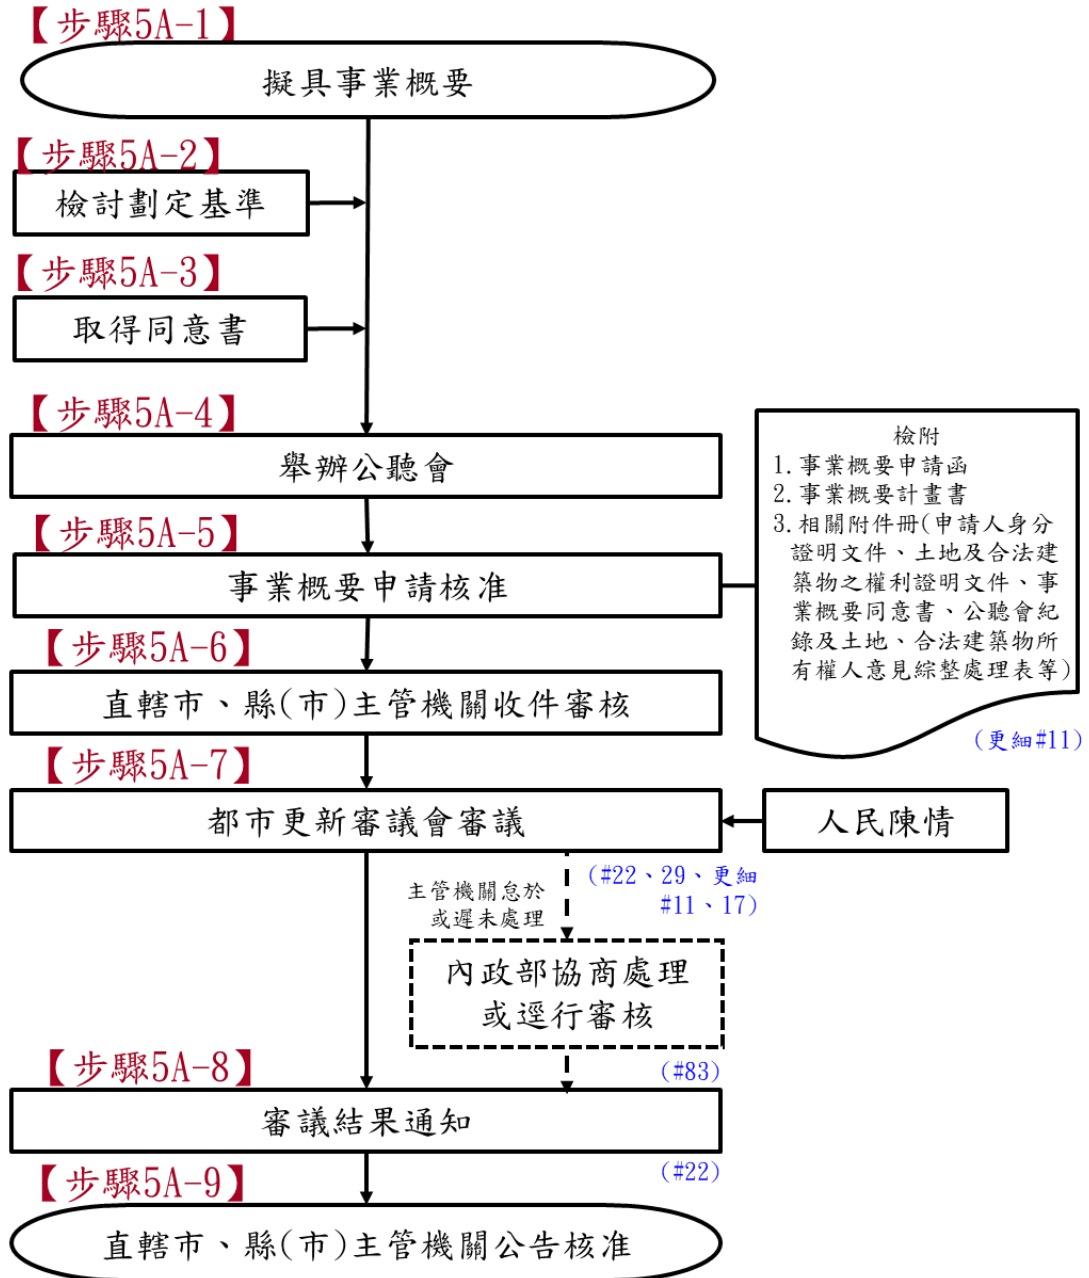 【步驟5A-1】
擬具事業概要
【步驟5A-2】
檢討劃定基準
【步驟5A-3】
取得同意書
【步驟5A-4】
舉辦公聽會
【步驟5A-5】
事業概要申請核准
檢附
1.事業概要申請函
2.事業概要計畫書
3.相關附件冊(申請人身分
證明文件、土地及合法建
築物之權利證明文件、事
業概要同意書、公聽會紀
錄及土地、合法建築物所
有權人意見綜整處理表等)
(更細#11)
【步驟5A-6】
直轄市、縣(市)主管機關收件審核
【步驟5A-7】
都市更新審議會審議
人民陳情
(#22、29、更細
#11、17)
主管機關怠於
或遲未處理
內政部協商處理
或逕行審核
(#83)
【步驟5A-8】
審議結果通知
(#22)
【步驟5A-9】
直轄市、縣(市)主管機關公告核准